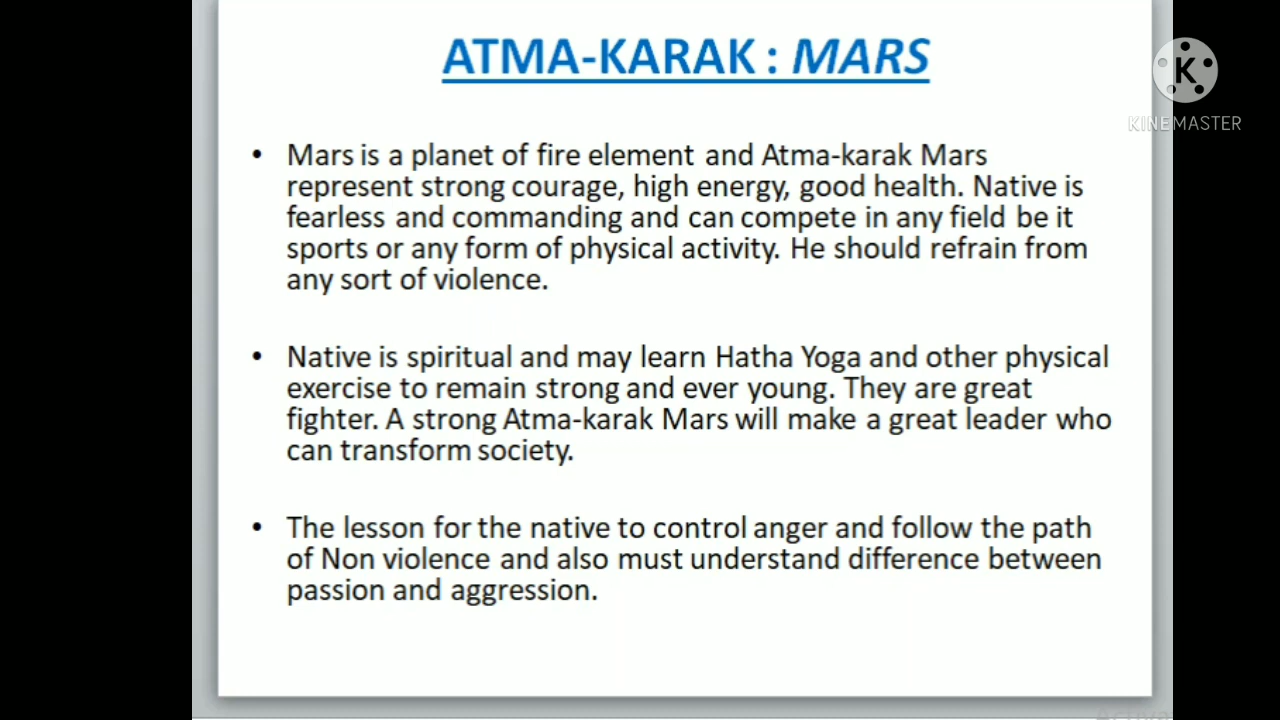 ATMA-KARAK : MARS
K
KINEMASTER
• Mars is a planet of fire element and Atma-karak Mars
represent strong courage, high energy, good health. Native is
fearless and commanding and can compete in any field be it
sports or any form of physical activity. He should refrain from
any sort of violence.
• Native is spiritual and may learn Hatha Yoga and other physical
exercise to remain strong and ever young. They are great
fighter. A strong Atma-karak Mars will make a great leader who
can transform society.
• The lesson for the native to control anger and follow the path
of Non violence and also must understand difference between
passion and aggression.